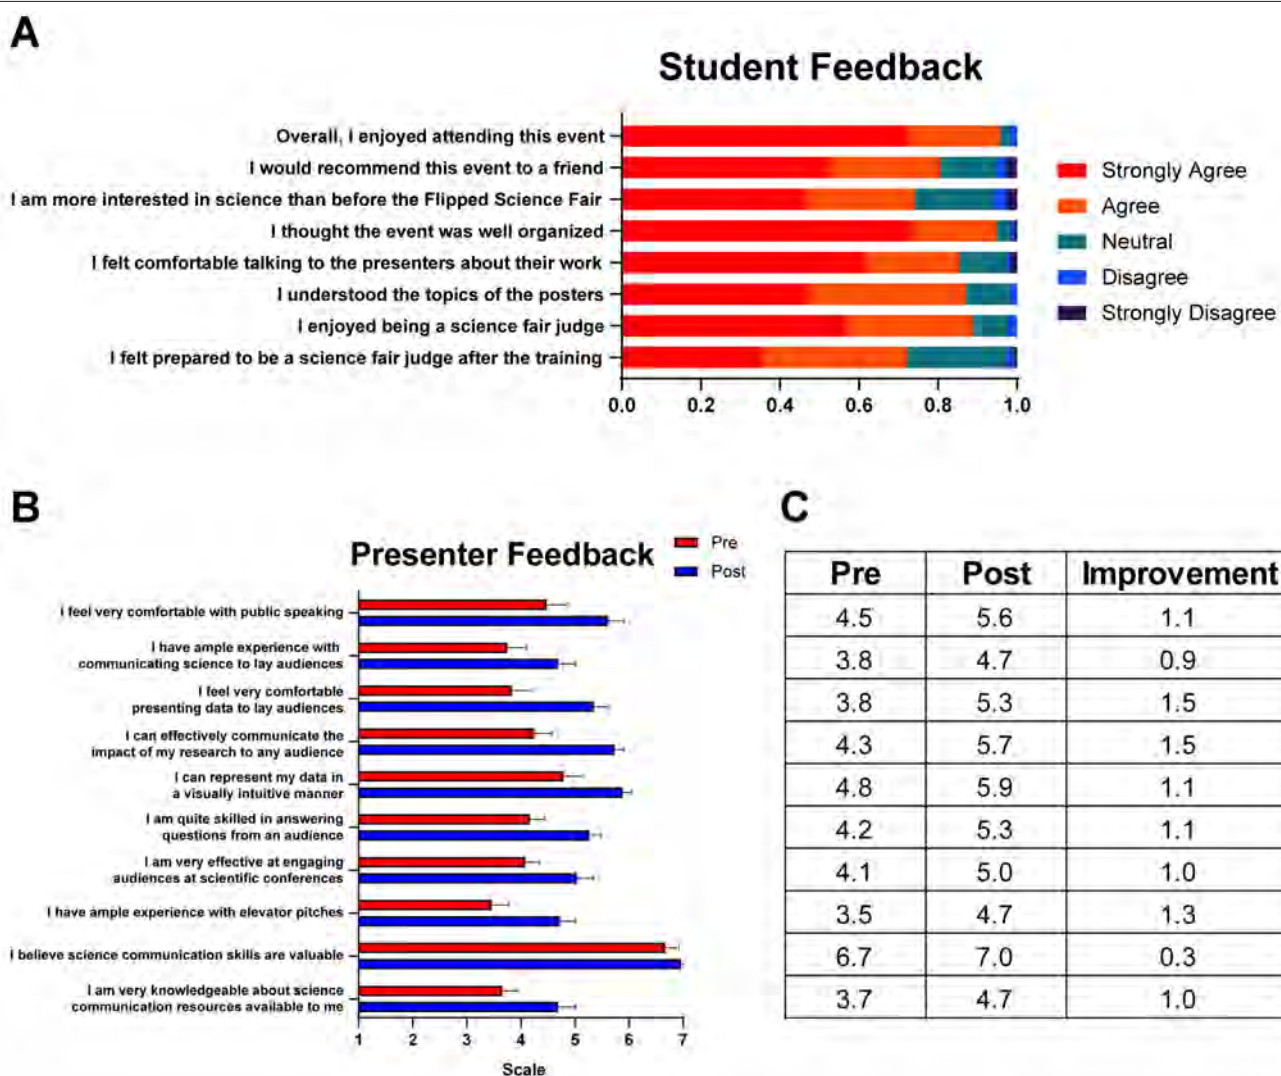 A
Student Feedback
Overall, I enjoyed attending this event
I would recommend this event to a friend
I am more interested in science than before the Flipped Science Fair
I thought the event was well organized
I felt comfortable talking to the presenters about their work
I understood the topics of the posters
I enjoyed being a science fair judge
I felt prepared to be a science fair judge after the training
0.0 0.2 0.4 0.6 0.8 1.0
Strongly Agree
Agree
Neutral
Disagree
Strongly Disagree
B
Presenter Feedback
Pre
Post
I feel very comfortable with public speaking
I have ample experience with
communicating science to lay audiences
I feel very comfortable
presenting data to lay audiences
I can effectively communicate the
impact of my research to any audience
I can represent my data in
a visually intuitive manner
I am quite skilled in answering
questions from an audience
I am very effective at engaging
audiences at scientific conferences
I have ample experience with elevator pitches
I believe science communication skills are valuable
I am very knowledgeable about science
communication resources available to me
1 2 3 4 5 6 7
Scale
C
Pre Post Improvement
4.5 5.6 1.1
3.8 4.7 0.9
3.8 5.3 1.5
4.3 5.7 1.5
4.8 5.9 1.1
4.2 5.3 1.1
4.1 5.0 1.0
3.5 4.7 1.3
6.7 7.0 0.3
3.7 4.7 1.0